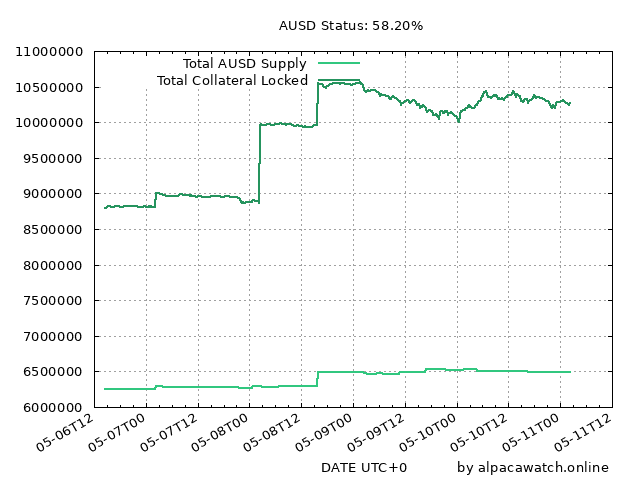 AUSD Status: 58.20%
11000000
Total AUSD Supply
Total Collateral Locked
10500000
10000000
9500000
9000000
8500000
8000000
7500000
7000000
6500000
6000000
05-06T12
05-07T00
05-07T12
05-08T00
05-08T12
05-09T00
05-09T12
05-10T00
05-10T12
05-11T00
05-11T12
DATE UTC+0
by alpacawatch.online